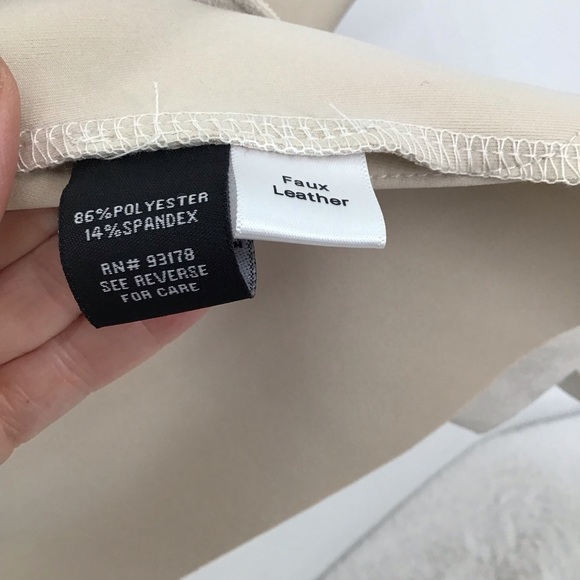 86%POLYESTER
14%SPANDEX
RN# 93178
SEE REVERSE
FOR CARE
Faux
Leather